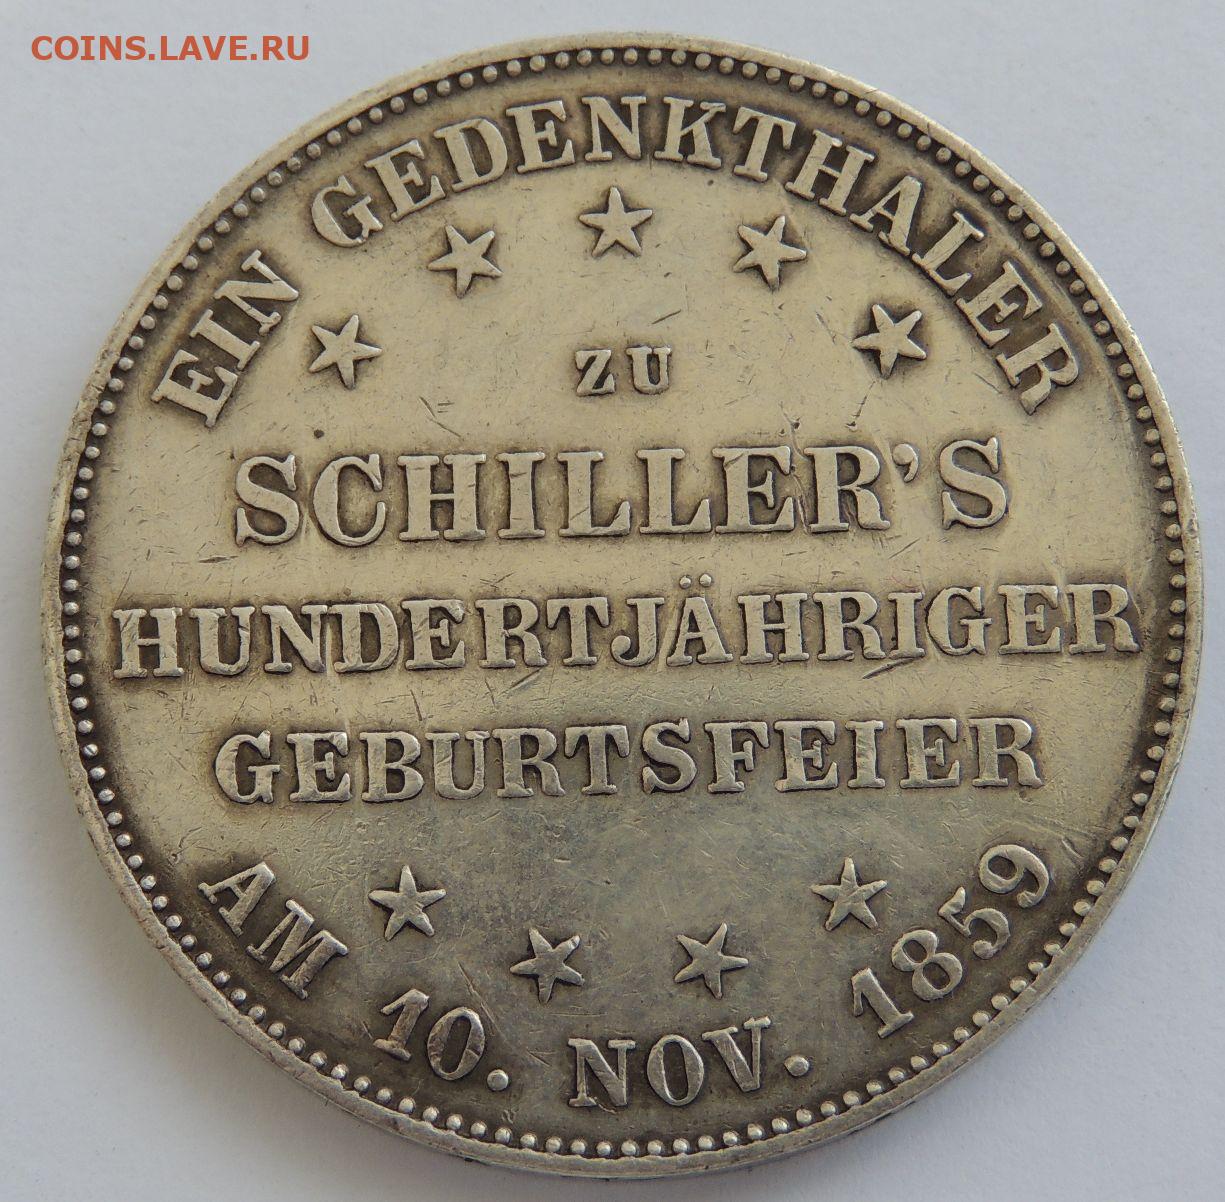 COINS.LAVE.RU
EIN GEDENKTHALER
ZU
SCHILLER'S
HUNDERTJÄHRIGER
GEBURTSFEIER
AM 10. NOV. 1859